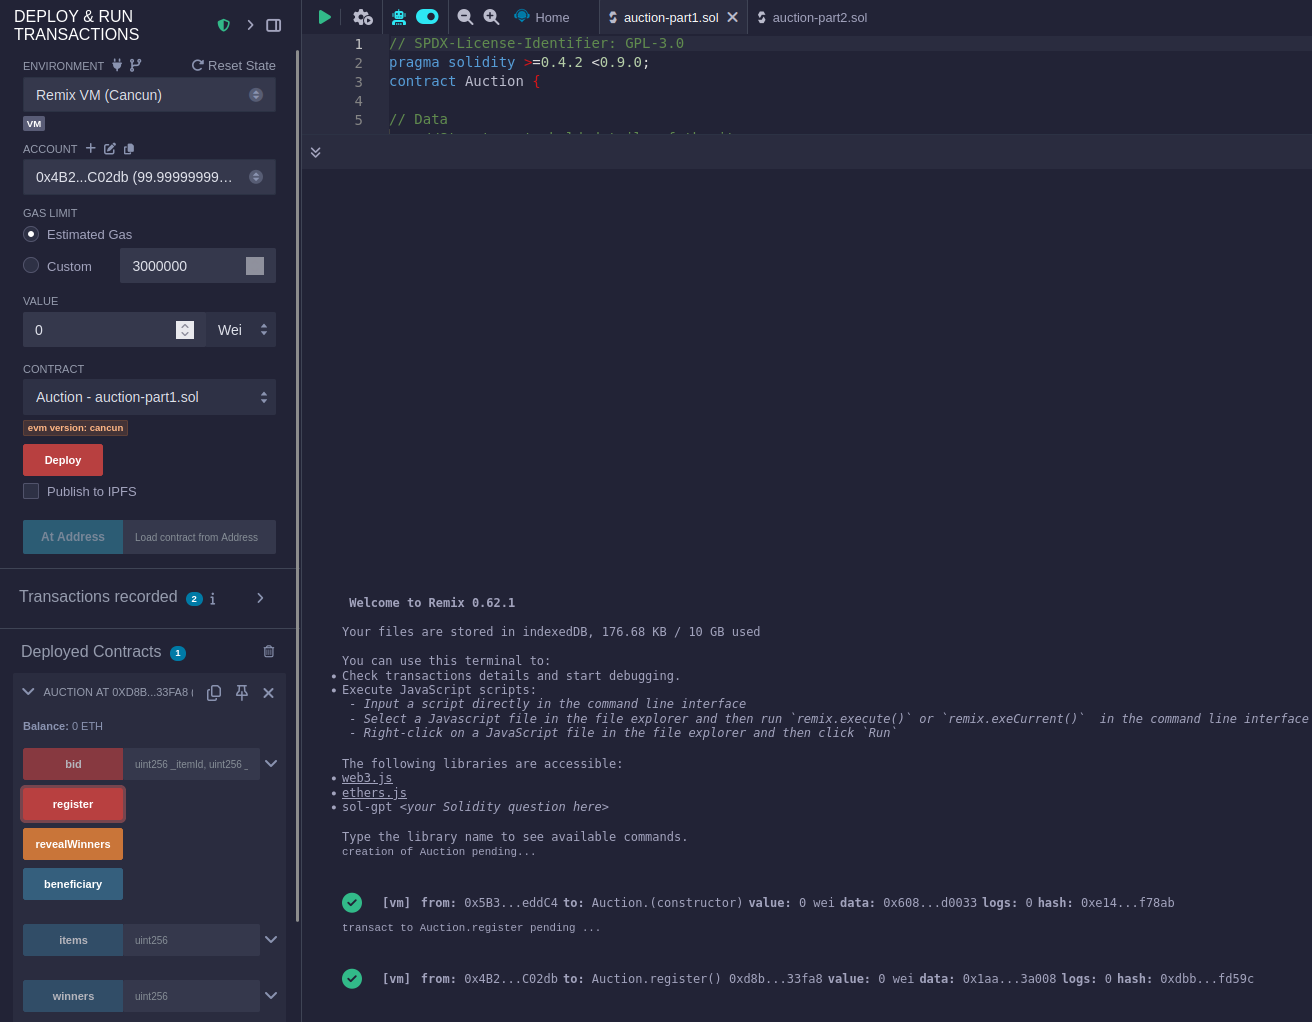 DEPLOY & RUN
TRANSACTIONS
ENVIRONMENT
Reset State
Remix VM (Cancun)
VM
ACCOUNT
0x4B2...C02db (99.99999999...
GAS LIMIT
Estimated Gas
Custom
3000000
VALUE
0
Wei
CONTRACT
Auction - auction-part1.sol
evm version: cancun
Deploy
Publish to IPFS
At Address
Load contract from Address
Transactions recorded 2
Deployed Contracts 1
AUCTION AT 0XD8B...33FA8 (
Balance: 0 ETH
bid
uint256 _itemId, uint256 _
register
revealWinners
beneficiary
items
uint256
winners
uint256
Home
auction-part1.sol
auction-part2.sol
1 // SPDX-License-Identifier: GPL-3.0
2 pragma solidity >=0.4.2 <0.9.0;
3 contract Auction {
4
5 // Data
Welcome to Remix 0.62.1
Your files are stored in indexedDB, 176.68 KB / 10 GB used
You can use this terminal to:
• Check transactions details and start debugging.
• Execute JavaScript scripts:
- Input a script directly in the command line interface
- Select a Javascript file in the file explorer and then run `remix.execute()` or `remix.exeCurrent()`  in the command line interface
- Right-click on a JavaScript file in the file explorer and then click `Run`
The following libraries are accessible:
• web3.js
• ethers.js
• sol-gpt <your Solidity question here>
Type the library name to see available commands.
creation of Auction pending...
[vm] from: 0x5B3...eddC4 to: Auction.(constructor) value: 0 wei data: 0x608...d0033 logs: 0 hash: 0xe14...f78ab
transact to Auction.register pending ...
[vm] from: 0x4B2...C02db to: Auction.register() 0xd8b...33fa8 value: 0 wei data: 0x1aa...3a008 logs: 0 hash: 0xdbb...fd59c